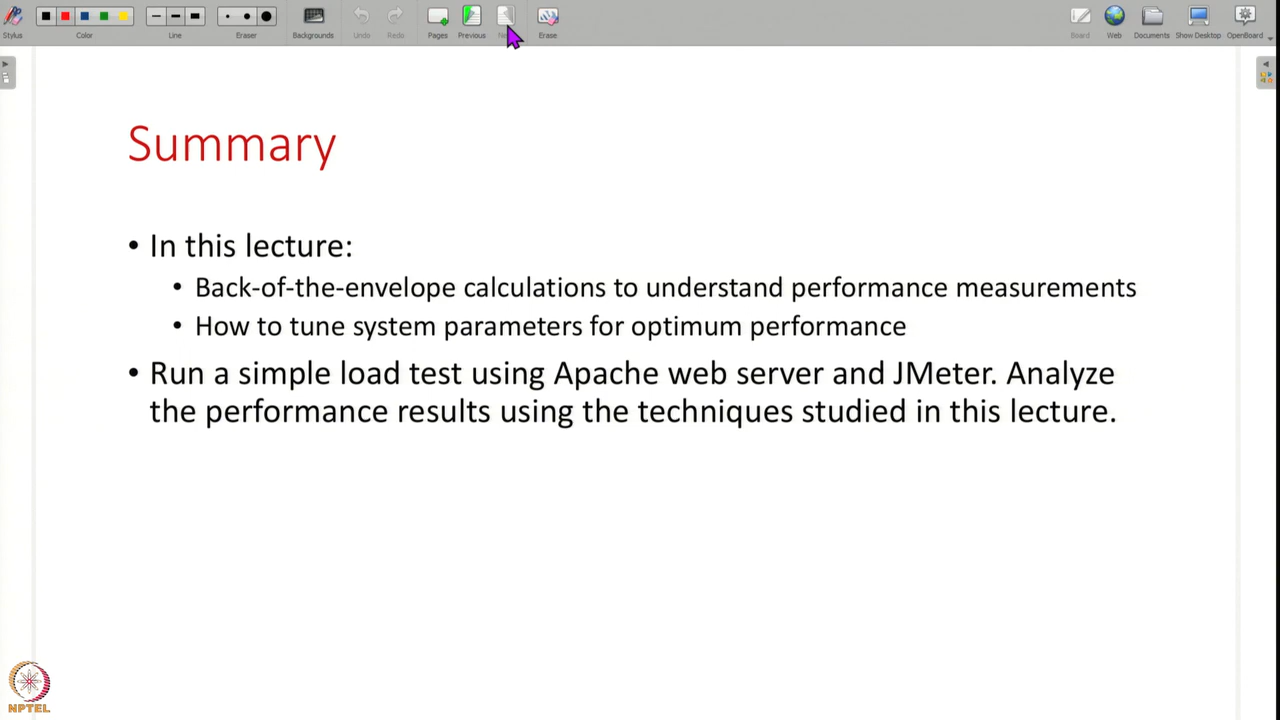 Stylus
Color
Line
Eraser
Backgrounds
Undo
Redo
Pages
Previous
Erase
Board
Web
Documents
Show Desktop
OpenBoard
Summary
• In this lecture:
• Back-of-the-envelope calculations to understand performance measurements
• How to tune system parameters for optimum performance
• Run a simple load test using Apache web server and JMeter. Analyze
the performance results using the techniques studied in this lecture.
NPTEL